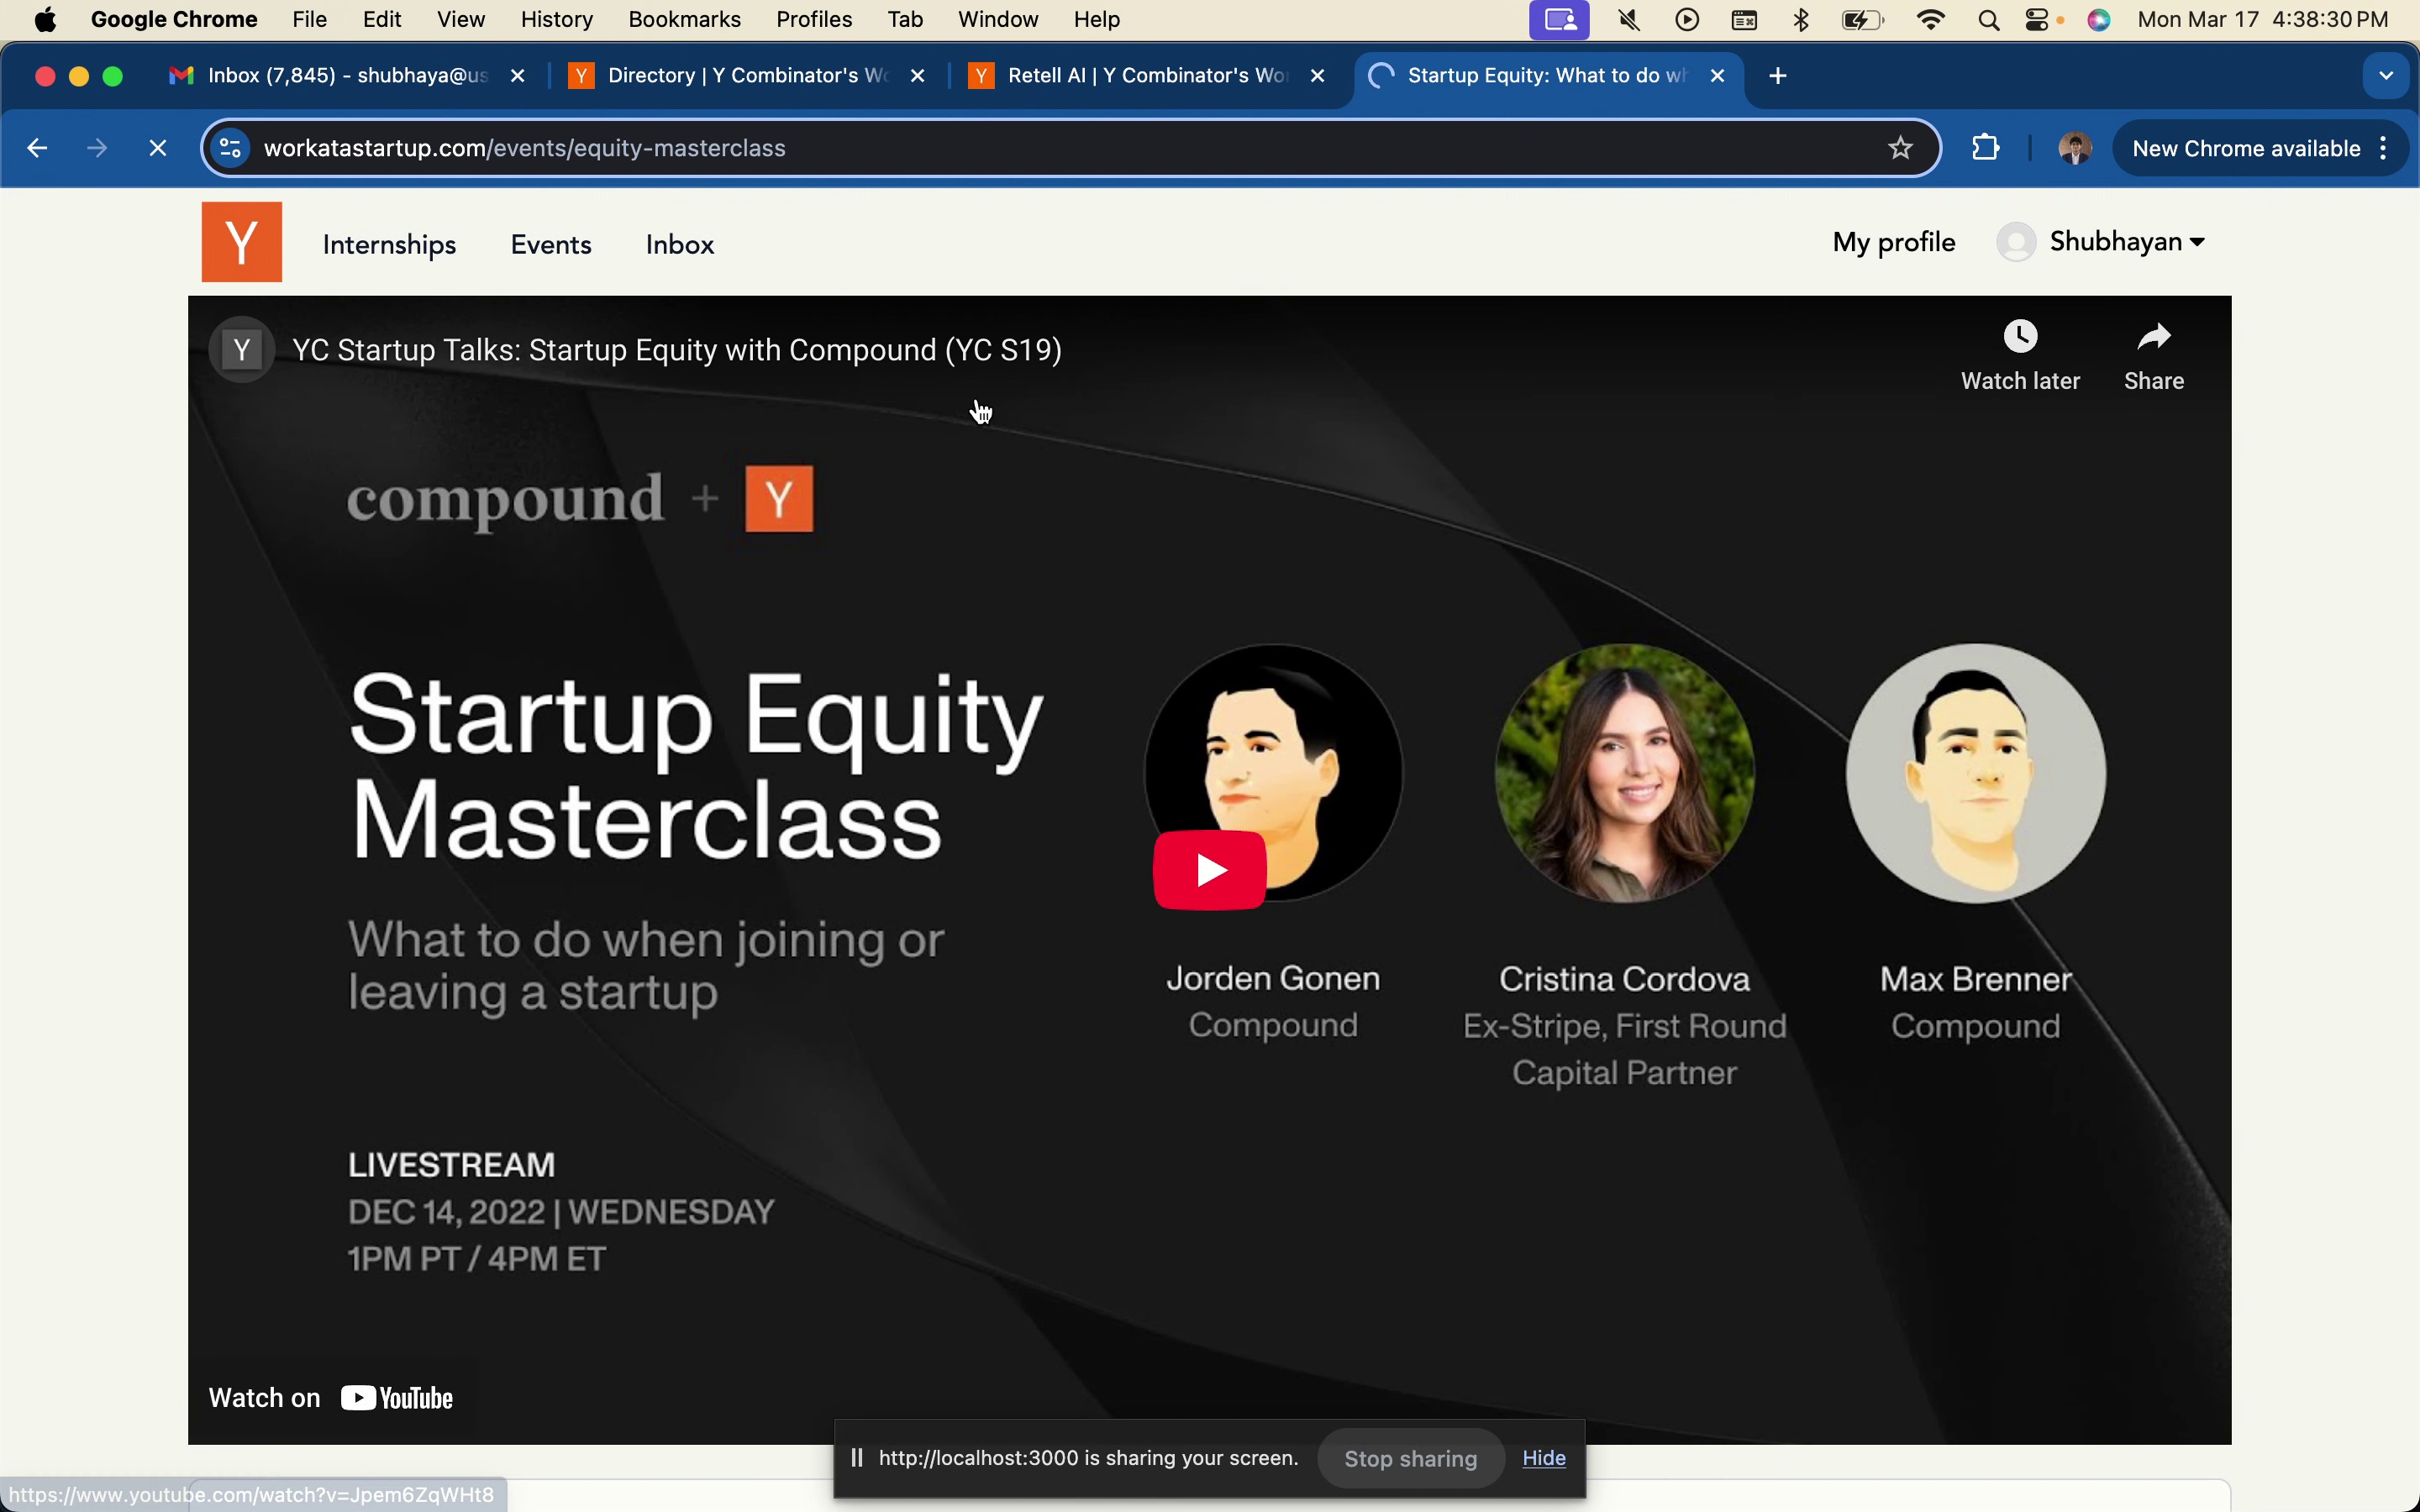 Google Chrome File Edit View History Bookmarks Profiles Tab Window Help Mon Mar 17 4:38:30 PM
Inbox (7,845) - shubhaya@us Directory | Y Combinator's Wo Retell AI | Y Combinator's Wor Startup Equity: What to do wh
workatastartup.com/events/equity-masterclass New Chrome available
Y Internships Events Inbox My profile Shubhayan
Y YC Startup Talks: Startup Equity with Compound (YC S19)
Watch later Share
compound + Y
Startup Equity
Masterclass
What to do when joining or
leaving a startup
Jorden Gonen
Compound
Cristina Cordova
Ex-Stripe, First Round
Capital Partner
Max Brenner
Compound
LIVESTREAM
DEC 14, 2022 | WEDNESDAY
1PM PT / 4PM ET
Watch on YouTube
http://localhost:3000 is sharing your screen. Stop sharing Hide
https://www.youtube.com/watch?v=Jpem6ZqWHt8